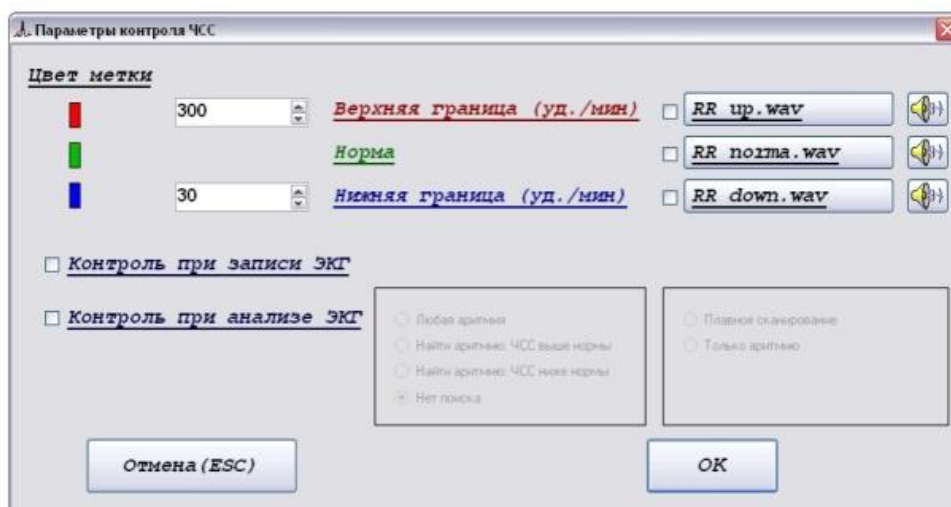 Параметры контроля ЧСС
Цвет метки
300 Верхняя граница (уд./мин) RR up.wav
Норма RR norma.wav
30 Нижняя граница (уд./мин) RR down.wav
Контроль при записи ЭКГ
Контроль при анализе ЭКГ
Любая аритмия
Найти аритмию: ЧСС выше нормы
Найти аритмию: ЧСС ниже нормы
Нет поиска
Плавное сканирование
Только аритмию
Отмена(ESC) OK